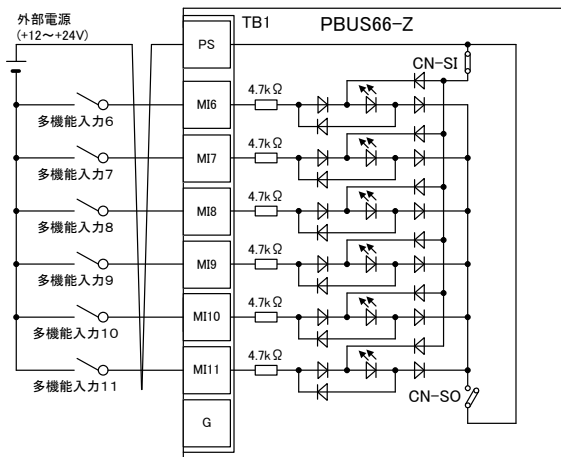 外部電源
(+12～+24V)
TB1
PBUS66-Z
PS
CN-SI
MI6
4.7kΩ
多機能入力6
MI7
4.7kΩ
多機能入力7
MI8
4.7kΩ
多機能入力8
MI9
4.7kΩ
多機能入力9
MI10
4.7kΩ
多機能入力10
MI11
4.7kΩ
多機能入力11
CN-SO
G